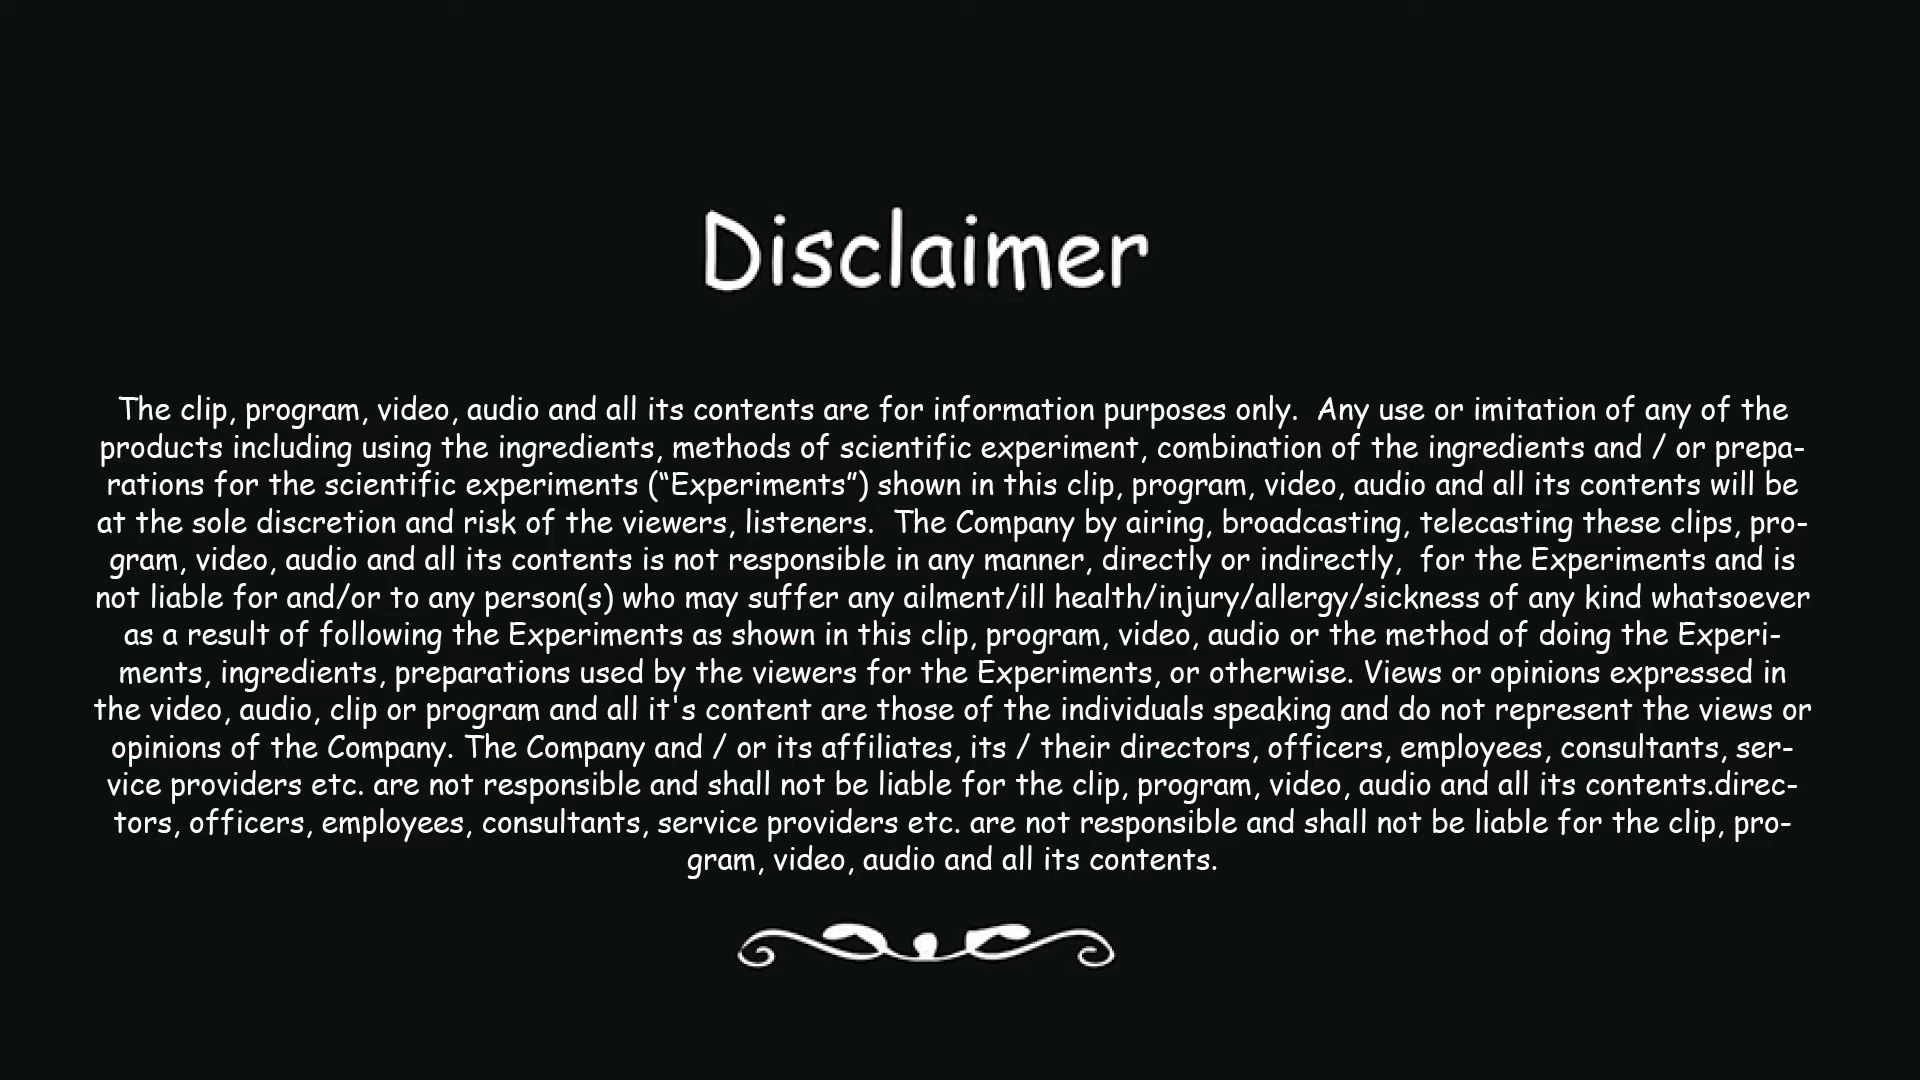 Disclaimer
The clip, program, video, audio and all its contents are for information purposes only.  Any use or imitation of any of the
products including using the ingredients, methods of scientific experiment, combination of the ingredients and / or prepa-
rations for the scientific experiments (“Experiments”) shown in this clip, program, video, audio and all its contents will be
at the sole discretion and risk of the viewers, listeners.  The Company by airing, broadcasting, telecasting these clips, pro-
gram, video, audio and all its contents is not responsible in any manner, directly or indirectly,  for the Experiments and is
not liable for and/or to any person(s) who may suffer any ailment/ill health/injury/allergy/sickness of any kind whatsoever
as a result of following the Experiments as shown in this clip, program, video, audio or the method of doing the Experi-
ments, ingredients, preparations used by the viewers for the Experiments, or otherwise. Views or opinions expressed in
the video, audio, clip or program and all it's content are those of the individuals speaking and do not represent the views or
opinions of the Company. The Company and / or its affiliates, its / their directors, officers, employees, consultants, ser-
vice providers etc. are not responsible and shall not be liable for the clip, program, video, audio and all its contents.direc-
tors, officers, employees, consultants, service providers etc. are not responsible and shall not be liable for the clip, pro-
gram, video, audio and all its contents.